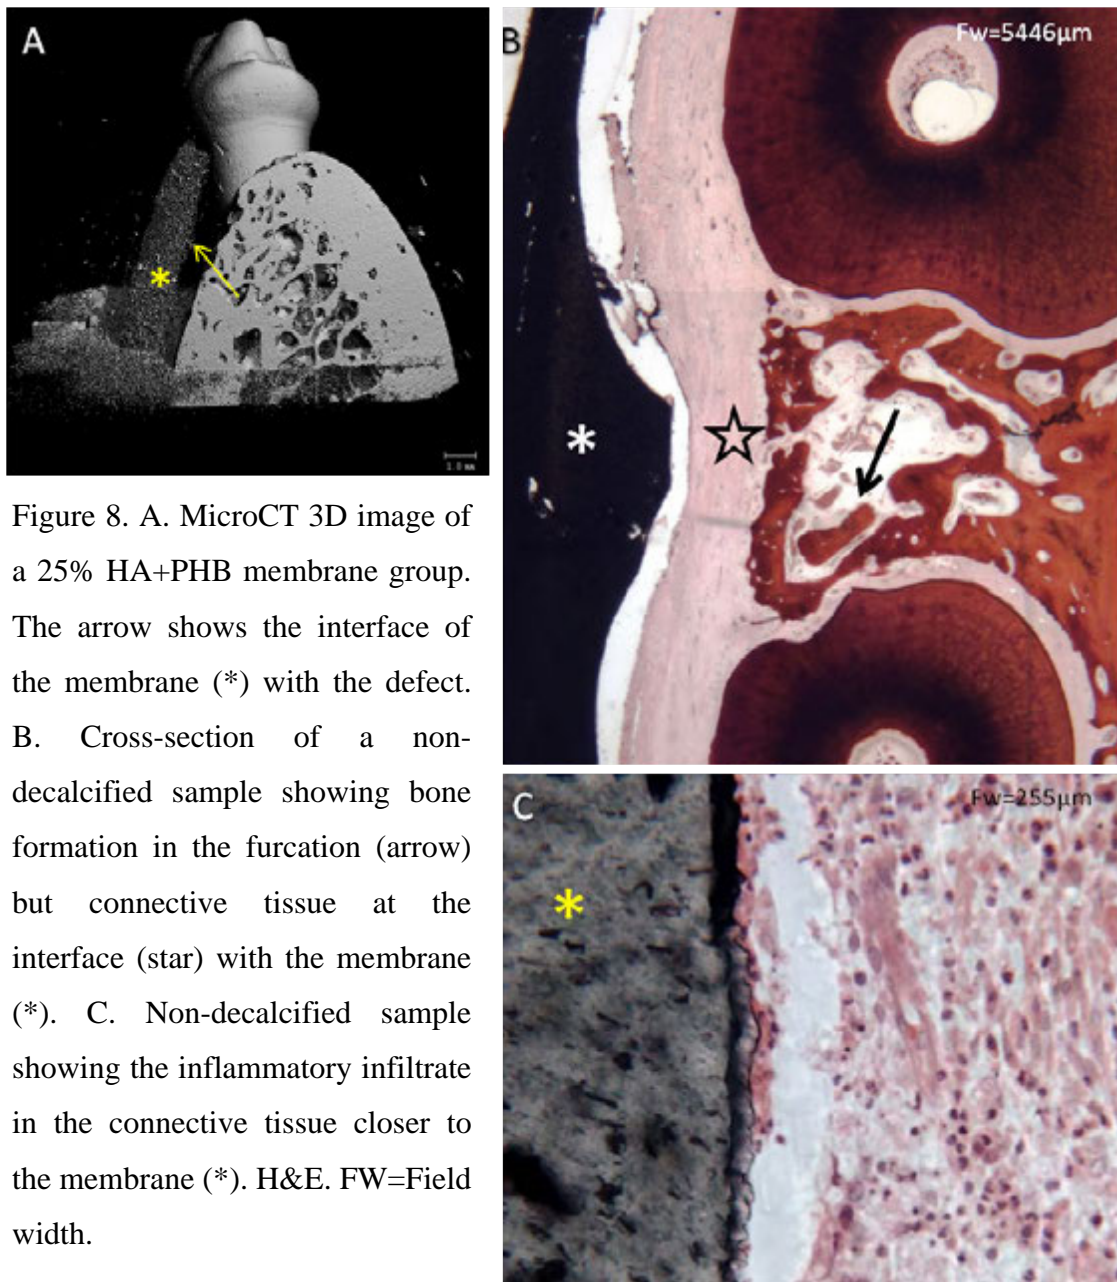 A
1.0 mm
B
Fw=5446µm
C
Fw=255µm
Figure 8. A. MicroCT 3D image of
a 25% HA+PHB membrane group.
The arrow shows the interface of
the membrane (*) with the defect.
B. Cross-section of a non-
decalcified sample showing bone
formation in the furcation (arrow)
but connective tissue at the
interface (star) with the membrane
(*). C. Non-decalcified sample
showing the inflammatory infiltrate
in the connective tissue closer to
the membrane (*). H&E. FW=Field
width.